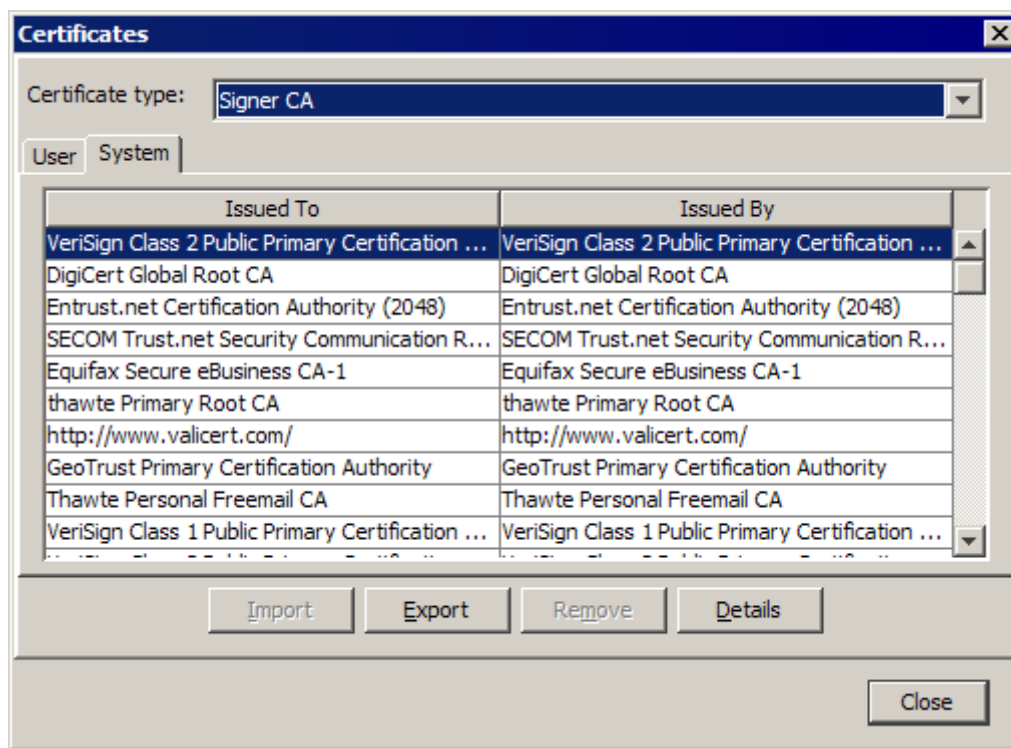 Certificates
Certificate type: Signer CA
User System
Issued To Issued By
VeriSign Class 2 Public Primary Certification ... VeriSign Class 2 Public Primary Certification ...
DigiCert Global Root CA DigiCert Global Root CA
Entrust.net Certification Authority (2048) Entrust.net Certification Authority (2048)
SECOM Trust.net Security Communication R... SECOM Trust.net Security Communication R...
Equifax Secure eBusiness CA-1 Equifax Secure eBusiness CA-1
thawte Primary Root CA thawte Primary Root CA
http://www.valicert.com/ http://www.valicert.com/
GeoTrust Primary Certification Authority GeoTrust Primary Certification Authority
Thawte Personal Freemail CA Thawte Personal Freemail CA
VeriSign Class 1 Public Primary Certification ... VeriSign Class 1 Public Primary Certification ...
Import Export Remove Details
Close